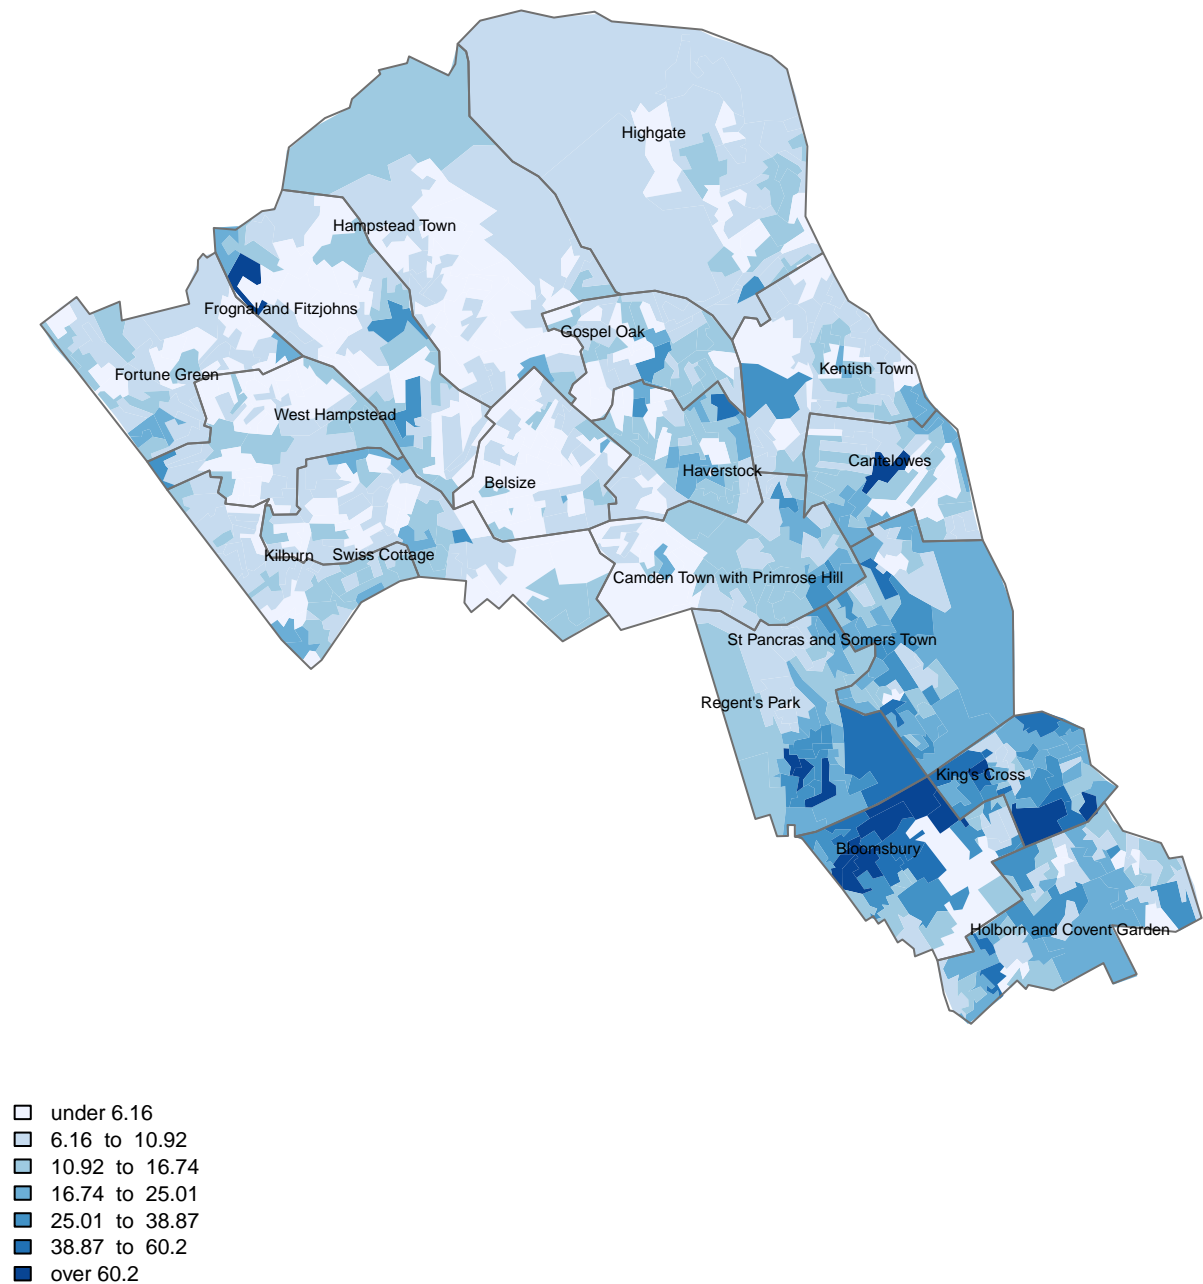 Highgate
Hampstead Town
Frognal and Fitzjohns
Gospel Oak
Kentish Town
Fortune Green
West Hampstead
Cantelowes
Haverstock
Belsize
Kilburn
Swiss Cottage
Camden Town with Primrose Hill
St Pancras and Somers Town
Regent's Park
King's Cross
Bloomsbury
Holborn and Covent Garden
under 6.16
6.16 to 10.92
10.92 to 16.74
16.74 to 25.01
25.01 to 38.87
38.87 to 60.2
over 60.2